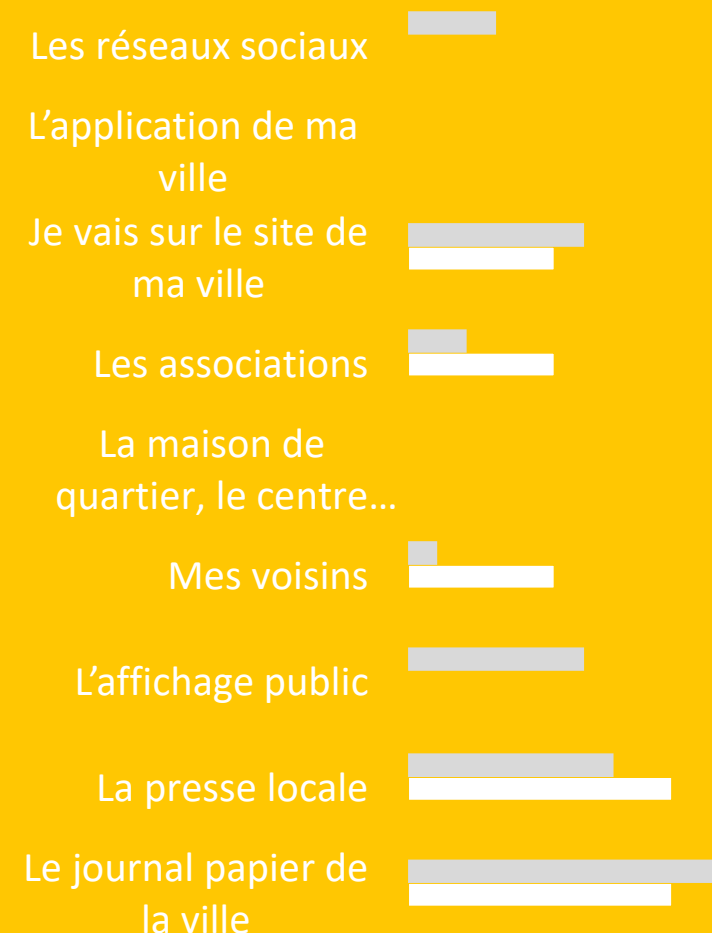 Les réseaux sociaux
L’application de ma
ville
Je vais sur le site de
ma ville
Les associations
La maison de
quartier, le centre…
Mes voisins
L’affichage public
La presse locale
Le journal papier de
la ville